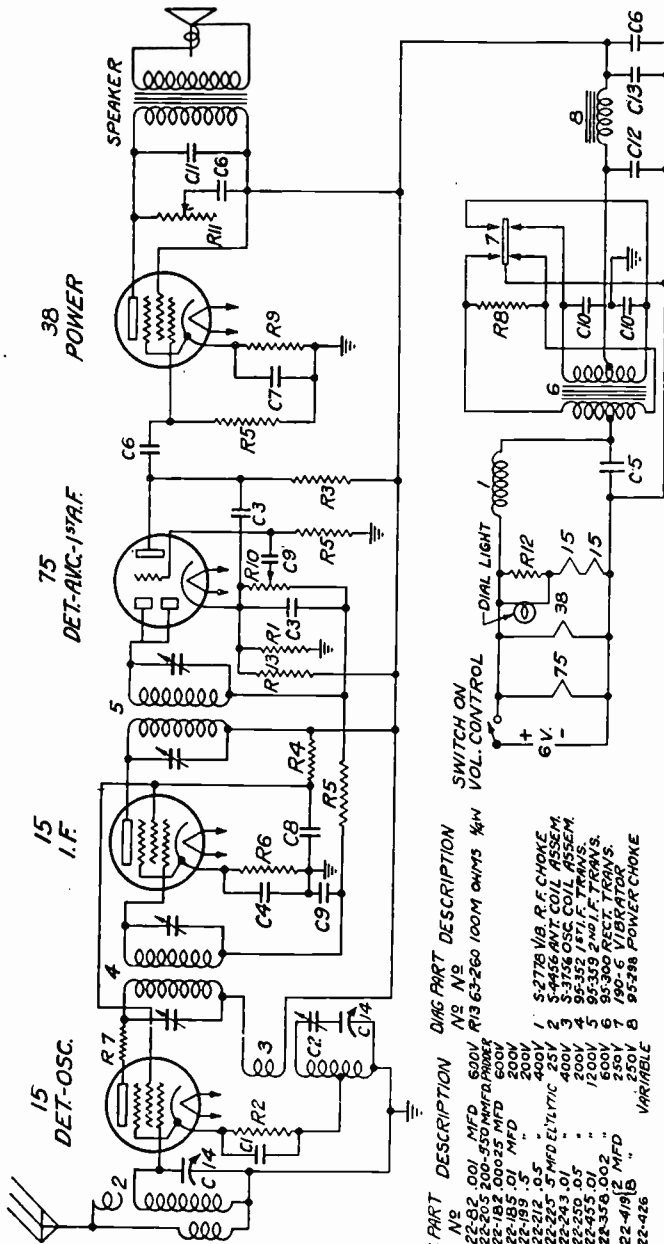 SPEAKER
38
POWER
C11
C6
R11
R9
C7
R5
C6
75
DET.-AVC.-1ST A.F.
C3
R3
R10
C9
R5
C3
R1
R13
5
15
I.F.
R4
R5
C8
R6
C4
C9
4
15
DET.-OSC.
R7
3
C2
C14
R2
C1
C14
2
8
C12
C13
C6
7
R8
C10
C10
6
C5
1
DIAL LIGHT
R12
15
15
38
75
+ 6V. -
SWITCH ON
VOL. CONTROL
PART DESCRIPTION
No
22-82 .001 MFD 600V
22-205 200-550 MMFD. PADDER
22-182 .00025 MFD 600V
22-185 .01 MFD 200V
22-199 .5 " 200V
22-212 .05 " 400V
22-225 5 MFD EL'LYTIC 25V
22-243 .01 " 400V
22-250 .05 " 200V
22-455 .01 " 1200V
22-358 .002 " 600V
22-419 12 MFD 250V
8 " 250V
22-426 VARIABLE
DIAG PART DESCRIPTION
No No
R13 63-260 100M OHMS ¼W
1 S-2778 VIB. R.F. CHOKE
2 S-4456 ANT. COIL ASSEM.
3 S-3756 OSC. COIL ASSEM.
4 95-352 1ST I.F. TRANS.
5 95-359 2ND I.F. TRANS.
6 95-300 RECT. TRANS.
7 190-6 VIBRATOR
8 95-298 POWER CHOKE